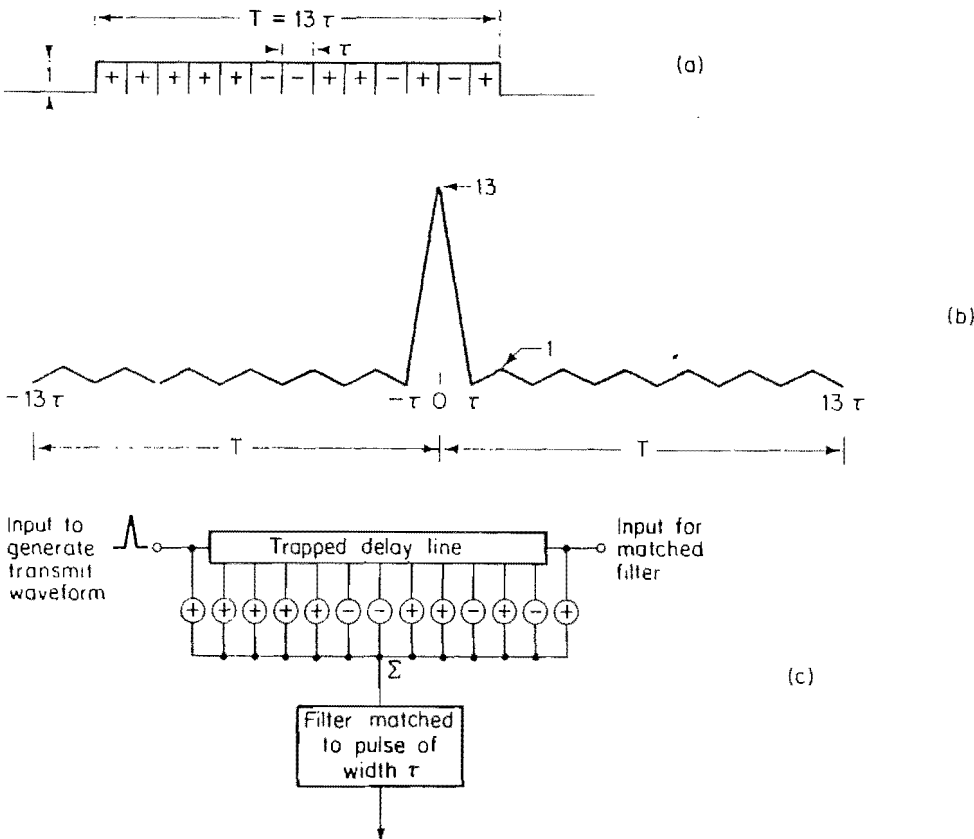 T = 13 τ
τ
1
+ + + + + − − + + − + − +
(a)
13
1
(b)
−13 τ
−τ 0 τ
13 τ
T
T
Input to
generate
transmit
waveform
Trapped delay line
Input for
matched
filter
+ + + + + − − + + − + − +
Σ
(c)
Filter matched
to pulse of
width τ